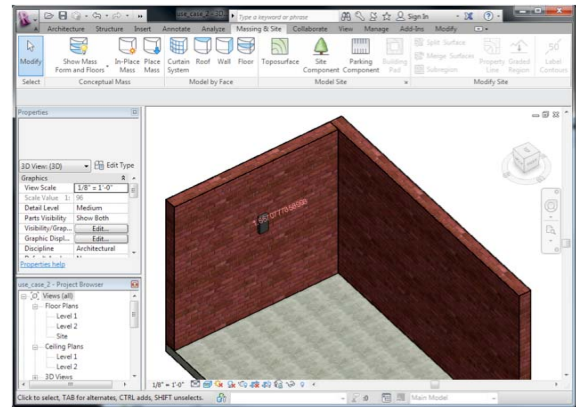 use_case_2 - 3D...
Type a keyword or phrase
Sign In
Architecture Structure Insert Annotate Analyze Massing & Site Collaborate View Manage Add-Ins Modify
Modify
Show Mass Form and Floors
In-Place Mass
Place Mass
Curtain System
Roof
Wall
Floor
Toposurface
Site Component
Parking Component
Building Pad
Split Surface
Merge Surfaces
Subregion
Property Line
Graded Region
Label Contours
Select
Conceptual Mass
Model by Face
Model Site
Modify Site
Properties
3D View: {3D}
Edit Type
Graphics
View Scale 1/8" = 1'-0"
Scale Value 1: 96
Detail Level Medium
Parts Visibility Show Both
Visibility/Grap... Edit...
Graphic Displ... Edit...
Discipline Architectural
Properties help
use_case_2 - Project Browser
Views (all)
Floor Plans
Level 1
Level 2
Site
Ceiling Plans
Level 1
Level 2
3D Views
1/8" = 1'-0"
Click to select, TAB for alternates, CTRL adds, SHIFT unselects.
:0
Main Model